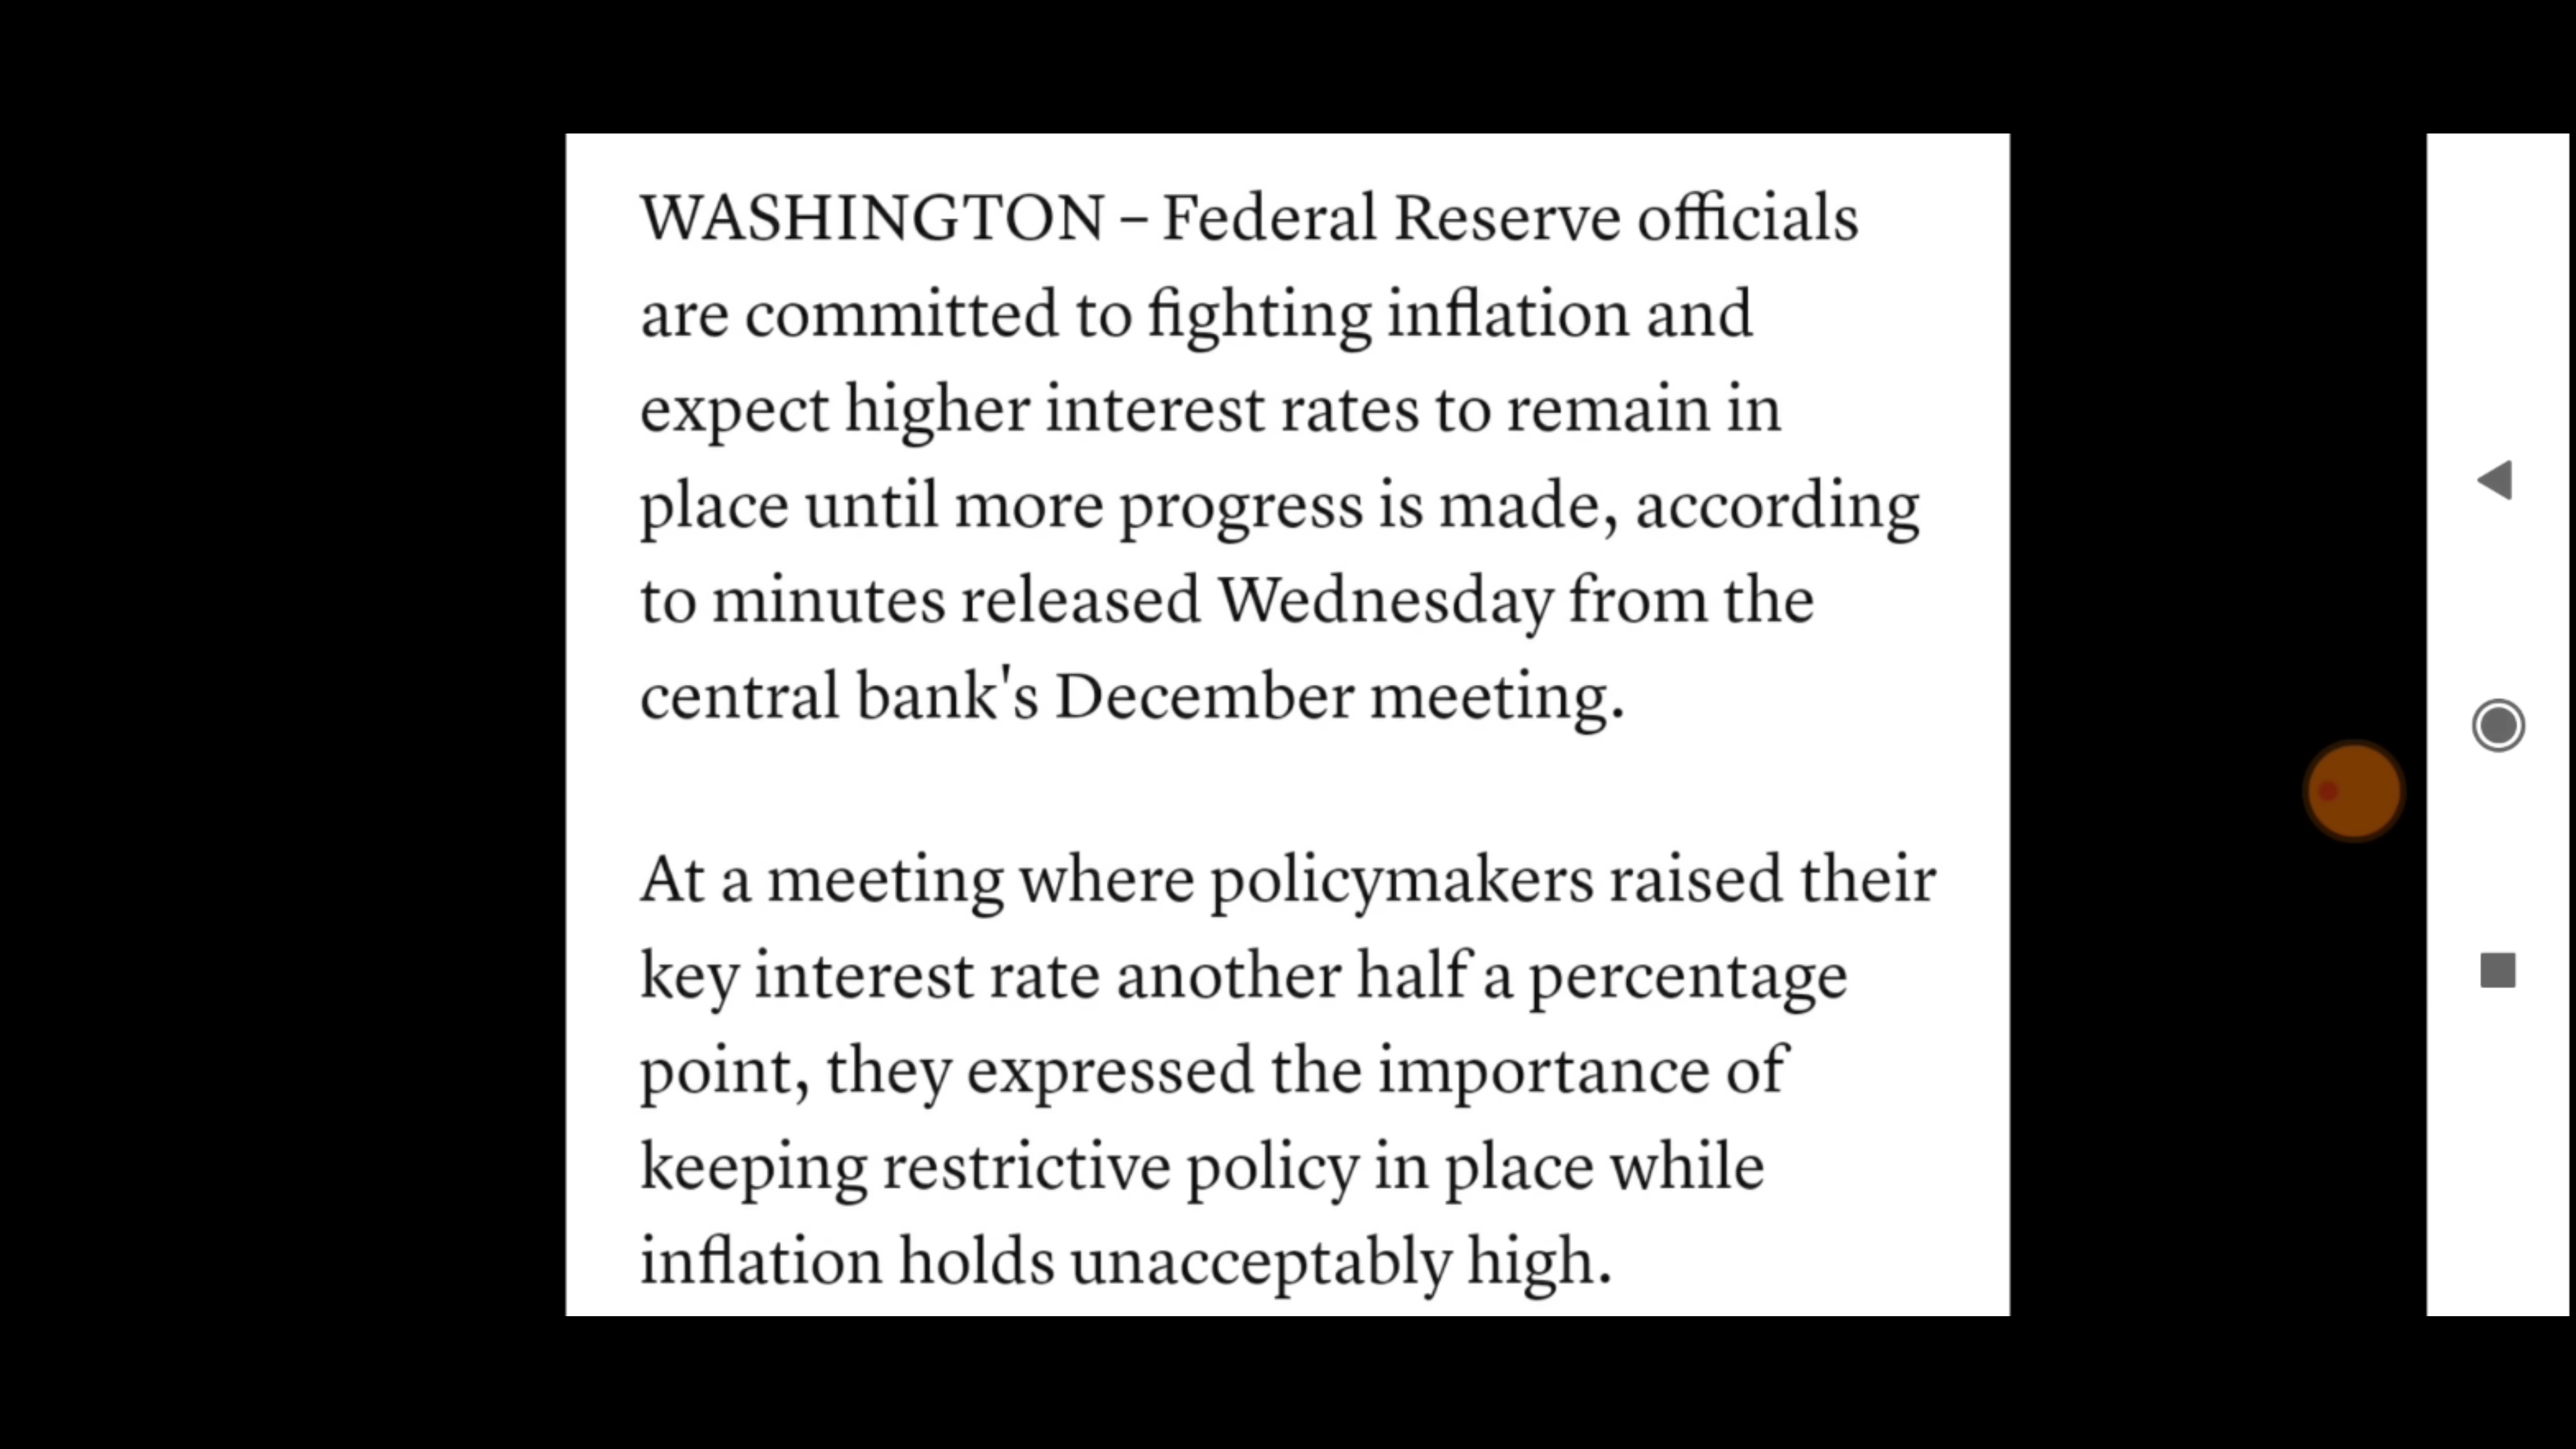 WASHINGTON – Federal Reserve officials
are committed to fighting inflation and
expect higher interest rates to remain in
place until more progress is made, according
to minutes released Wednesday from the
central bank's December meeting.
At a meeting where policymakers raised their
key interest rate another half a percentage
point, they expressed the importance of
keeping restrictive policy in place while
inflation holds unacceptably high.